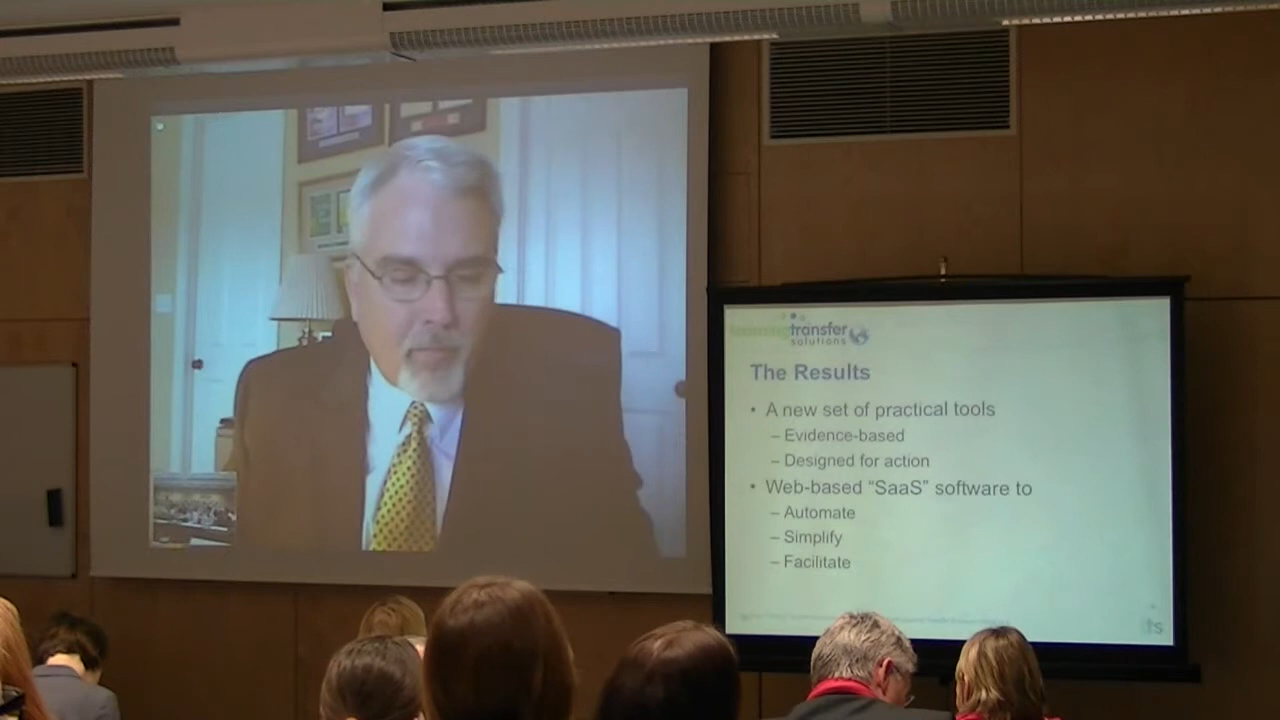 learningtransfer
solutions
The Results
• A new set of practical tools
– Evidence-based
– Designed for action
• Web-based “SaaS” software to
– Automate
– Simplify
– Facilitate